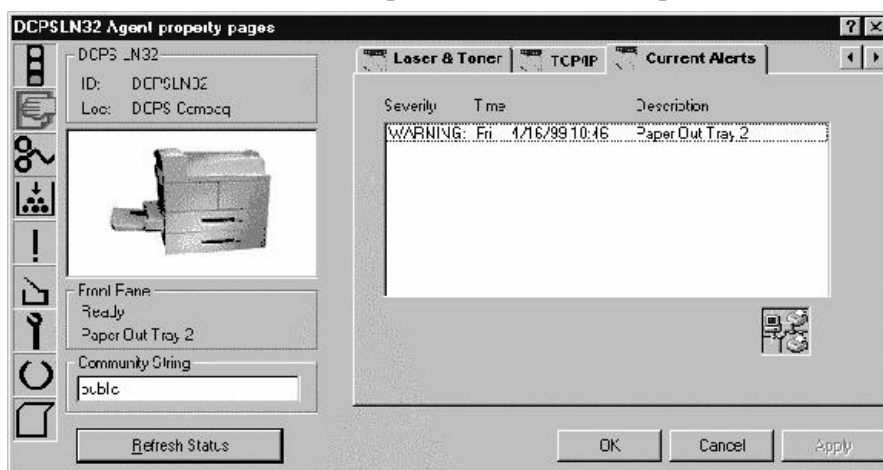 DCPSLN32 Agent property pages
DCPS LN32
ID: DCPSLN32
Loc: DCPS Compaq
Front Panel
Ready
Paper Out Tray 2
Community String
public
Refresh Status
Laser & Toner TCP/IP Current Alerts
Severity Time Description
WARNING: Fri 4/16/99 10:46 Paper Out Tray 2
OK Cancel Apply